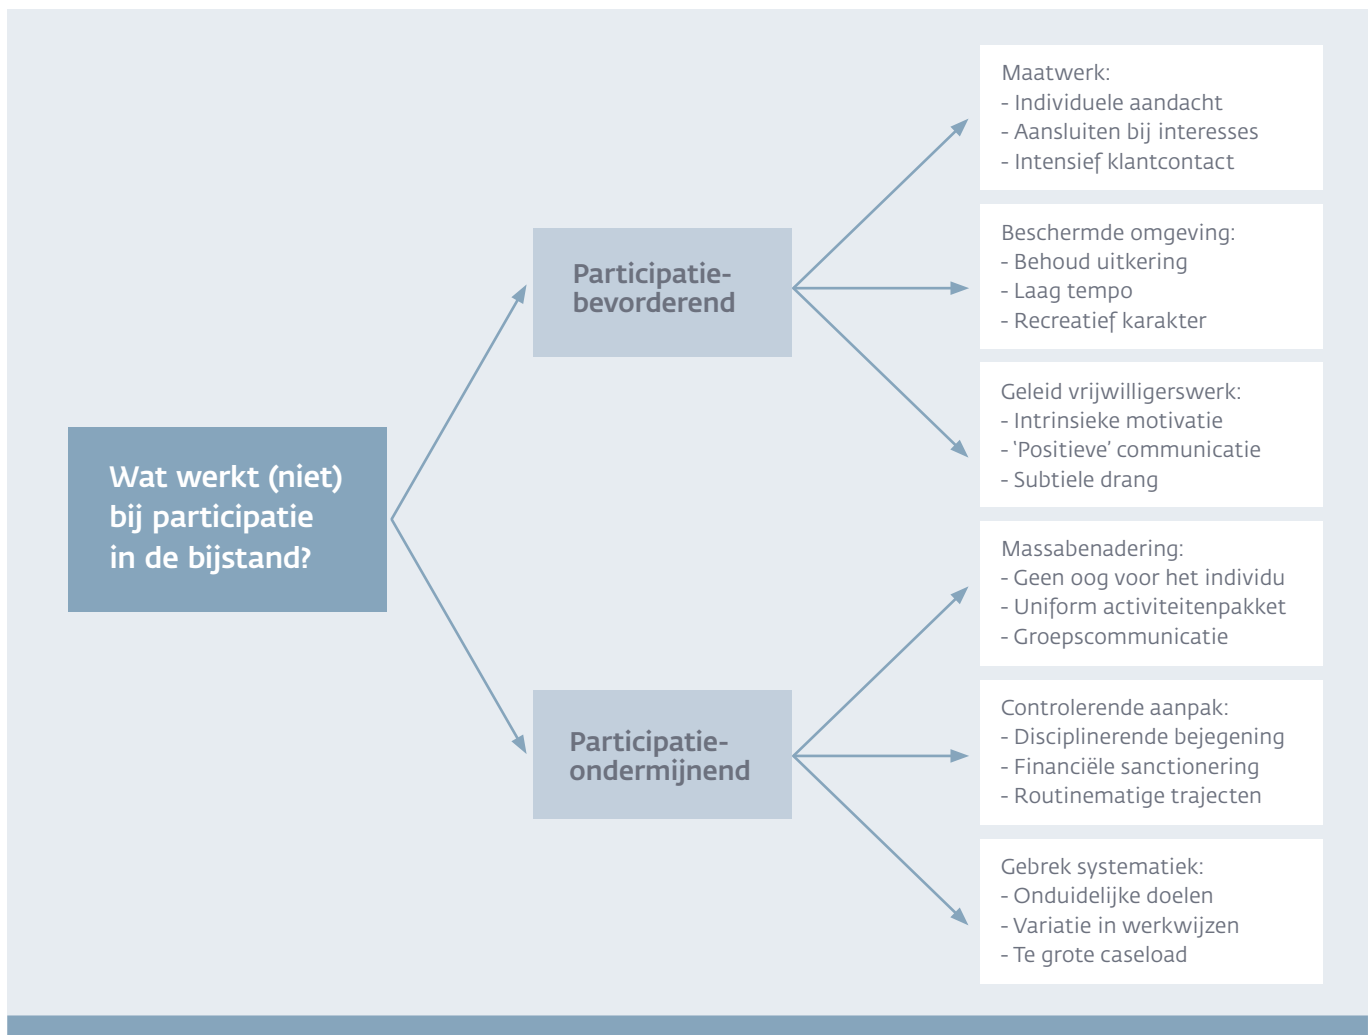 Wat werkt (niet)
bij participatie
in de bijstand?
Participatie-
bevorderend
Maatwerk:
- Individuele aandacht
- Aansluiten bij interesses
- Intensief klantcontact
Beschermde omgeving:
- Behoud uitkering
- Laag tempo
- Recreatief karakter
Geleid vrijwilligerswerk:
- Intrinsieke motivatie
- ‘Positieve’ communicatie
- Subtiele drang
Participatie-
ondermijnend
Massabenadering:
- Geen oog voor het individu
- Uniform activiteitenpakket
- Groepscommunicatie
Controlerende aanpak:
- Disciplinerende bejegening
- Financiële sanctionering
- Routinematige trajecten
Gebrek systematiek:
- Onduidelijke doelen
- Variatie in werkwijzen
- Te grote caseload